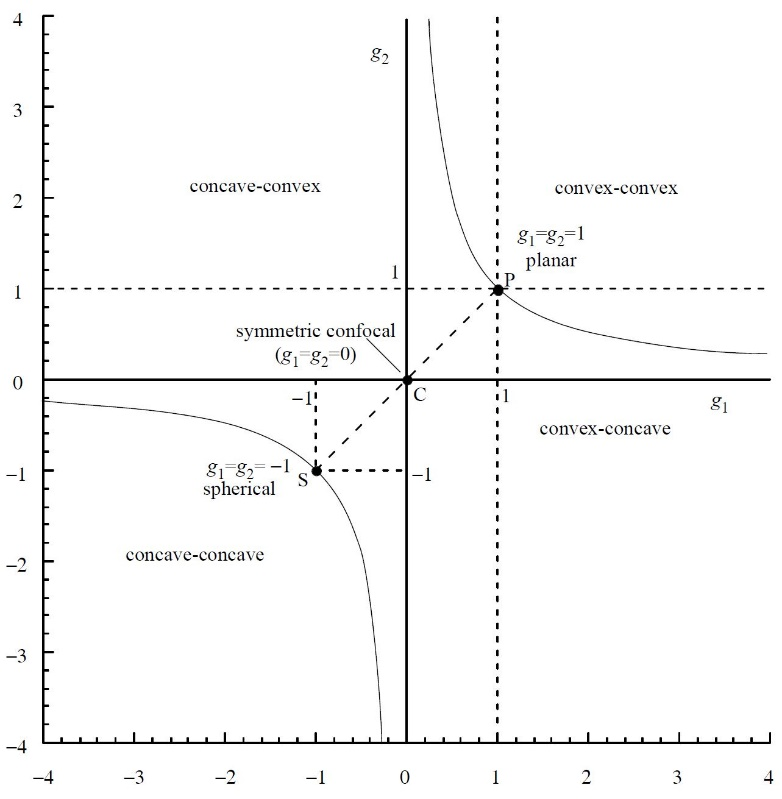 4
g2
3
concave-convex
convex-convex
2
g1=g2=1
planar
1
P
1
symmetric confocal
(g1=g2=0)
0
−1
C
1
g1
convex-concave
g1=g2= −1
spherical
S
−1
−1
concave-concave
−2
−3
−4
−4 −3 −2 −1 0 1 2 3 4